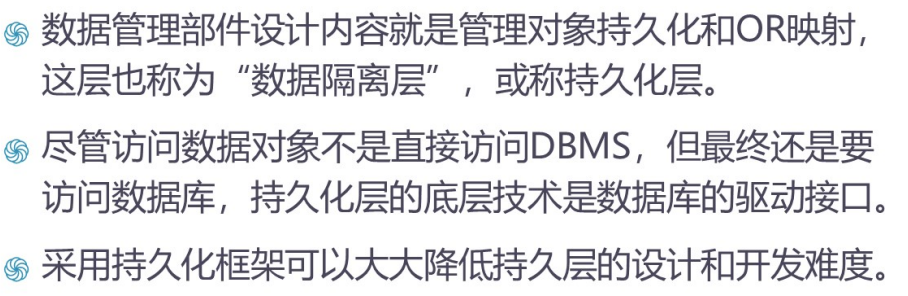 数据管理部件设计内容就是管理对象持久化和OR映射，
这层也称为“数据隔离层”，或称持久化层。
尽管访问数据对象不是直接访问DBMS，但最终还是要
访问数据库，持久化层的底层技术是数据库的驱动接口。
采用持久化框架可以大大降低持久层的设计和开发难度。